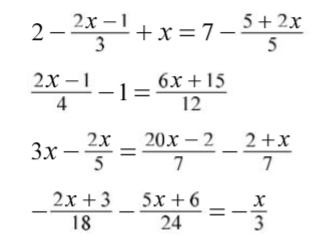 2 − (2x − 1)/3 + x = 7 − (5 + 2x)/5
(2x − 1)/4 − 1 = (6x + 15)/12
3x − 2x/5 = (20x − 2)/7 − (2 + x)/7
−(2x + 3)/18 − (5x + 6)/24 = −x/3